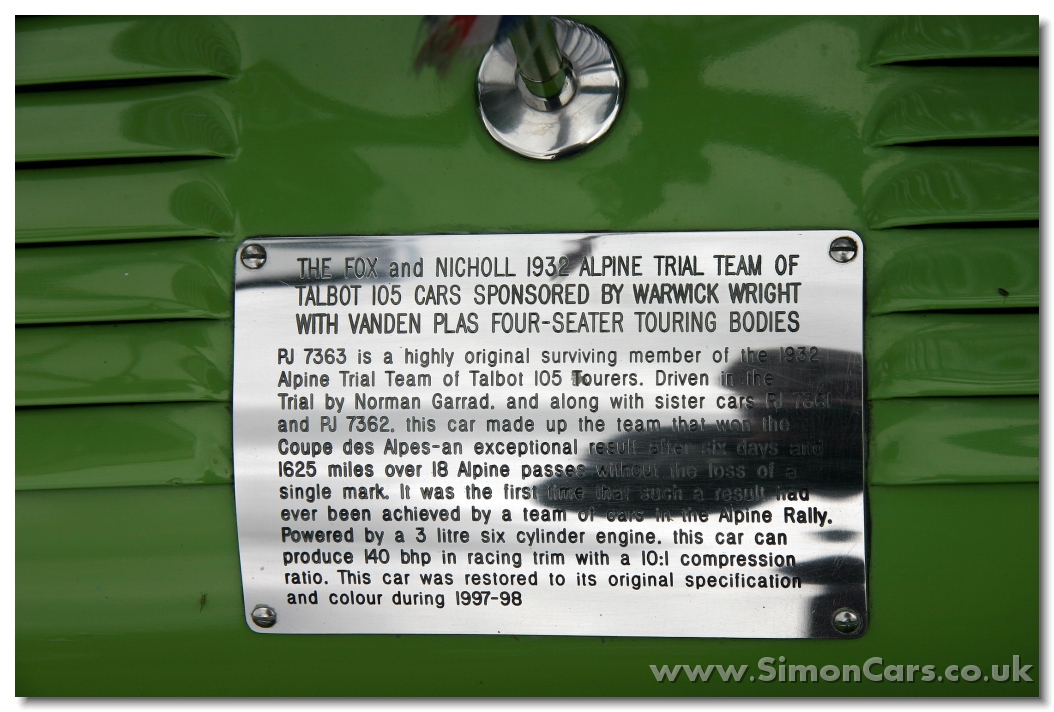 THE FOX and NICHOLL 1932 ALPINE TRIAL TEAM OF
TALBOT 105 CARS SPONSORED BY WARWICK WRIGHT
WITH VANDEN PLAS FOUR-SEATER TOURING BODIES
PJ 7363 is a highly original surviving member of the 1932
Alpine Trial Team of Talbot 105 Tourers. Driven in the
Trial by Norman Garrad, and along with sister cars PJ 7361
and PJ 7362, this car made up the team that won the
Coupe des Alpes-an exceptional result after six days and
1625 miles over 18 Alpine passes without the loss of a
single mark. It was the first time that such a result had
ever been achieved by a team of cars in the Alpine Rally.
Powered by a 3 litre six cylinder engine, this car can
produce 140 bhp in racing trim with a 10:1 compression
ratio. This car was restored to its original specification
and colour during 1997-98
www.SimonCars.co.uk